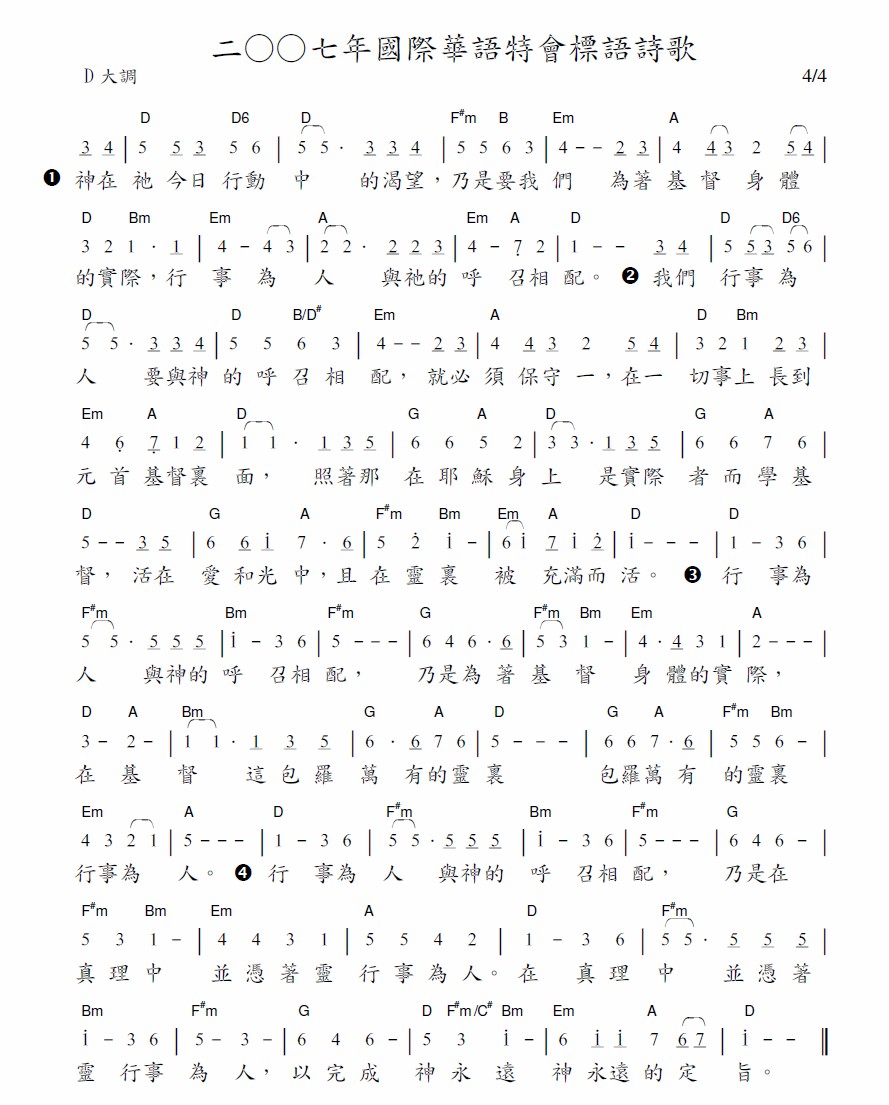 二〇〇七年國際華語特會標語詩歌
D 大調 4/4
D D6 D F#m B Em A
3 4 | 5 5 3 5 6 | 5 5 · 3 3 4 | 5 5 6 3 | 4 - - 2 3 | 4 4 3 2 5 4 |
❶ 神在祂今日行動中 的渴望，乃是要我們 為著基督身體
D Bm Em A Em A D D D6
3 2 1 · 1 | 4 - 4 3 | 2 2 · 2 2 3 | 4 - 7 2 | 1 - - 3 4 | 5 5 3 5 6 |
的實際，行事為人 與祂的呼召相配。 ❷ 我們行事為
D D B/D# Em A D Bm
5 5 · 3 3 4 | 5 5 6 3 | 4 - - 2 3 | 4 4 3 2 5 4 | 3 2 1 2 3 |
人 要與神的呼召相配，就必須保守一，在一切事上長到
Em A D G A D G A
4 6 7 1 2 | 1 1 · 1 3 5 | 6 6 5 2 | 3 3 · 1 3 5 | 6 6 7 6 |
元首基督裏面， 照著那在耶穌身上 是實際者而學基
D G A F#m Bm Em A D D
5 - - 3 5 | 6 6 i 7 · 6 | 5 2̇ i - | 6 i 7 i 2̇ | i - - - | 1 - 3 6 |
督，活在愛和光中，且在靈裏被充滿而活。 ❸ 行事為
F#m Bm F#m G F#m Bm Em A
5 5 · 5 5 5 | i - 3 6 | 5 - - - | 6 4 6 · 6 | 5 3 1 - | 4 · 4 3 1 | 2 - - - |
人 與神的呼召相配， 乃是為著基督身體的實際，
D A Bm G A D G A F#m Bm
3 - 2 - | 1 1 · 1 3 5 | 6 · 6 7 6 | 5 - - - | 6 6 7 · 6 | 5 5 6 - |
在基督 這包羅萬有的靈裏 包羅萬有的靈裏
Em A D F#m Bm F#m G
4 3 2 1 | 5 - - - | 1 - 3 6 | 5 5 · 5 5 5 | i - 3 6 | 5 - - - | 6 4 6 - |
行事為人。 ❹ 行事為人 與神的呼召相配， 乃是在
F#m Bm Em A D F#m
5 3 1 - | 4 4 3 1 | 5 5 4 2 | 1 - 3 6 | 5 5 · 5 5 5 |
真理中 並憑著靈行事為人。在真理中 並憑著
Bm F#m G D F#m/C# Bm Em A D
i - 3 6 | 5 - 3 - | 6 4 6 - | 5 3 i - | 6 i i 7 6 7 | i - - ‖
靈行事為人，以完成神永遠神永遠的定旨。